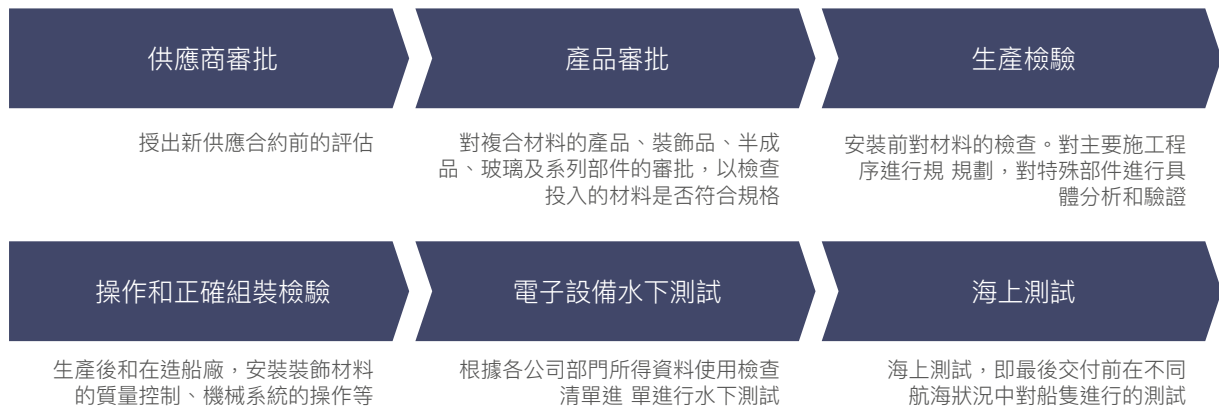 供應商審批
產品審批
生產檢驗
授出新供應合約前的評估
對複合材料的產品、裝飾品、半成
品、玻璃及系列部件的審批，以檢查
投入的材料是否符合規格
安裝前對材料的檢查。對主要施工程
序進行規 規劃，對特殊部件進行具
體分析和驗證
操作和正確組裝檢驗
電子設備水下測試
海上測試
生產後和在造船廠，安裝裝飾材料
的質量控制、機械系統的操作等
根據各公司部門所得資料使用檢查
清單進 單進行水下測試
海上測試，即最後交付前在不同
航海狀況中對船隻進行的測試